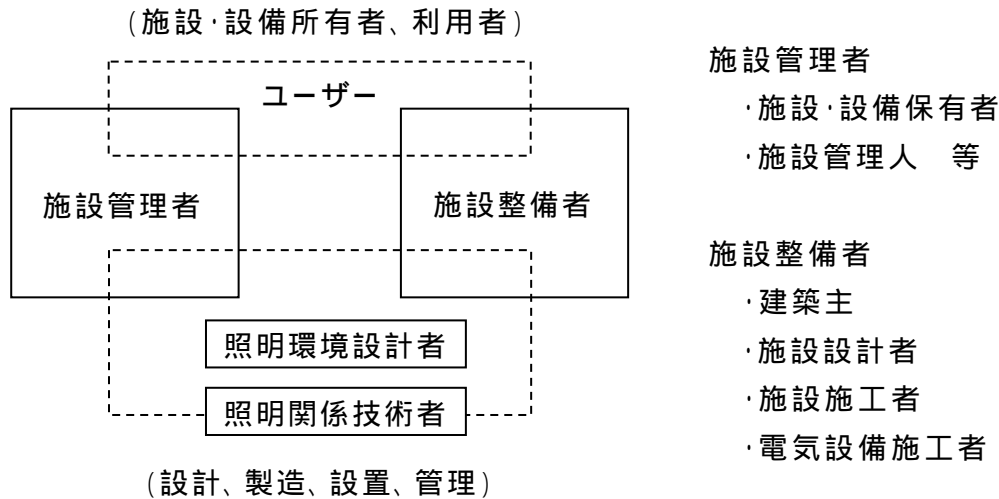 (施設・設備所有者、利用者)
ユーザー
施設管理者
施設整備者
照明環境設計者
照明関係技術者
(設計、製造、設置、管理)
施設管理者
・施設・設備保有者
・施設管理人 等
施設整備者
・建築主
・施設設計者
・施設施工者
・電気設備施工者